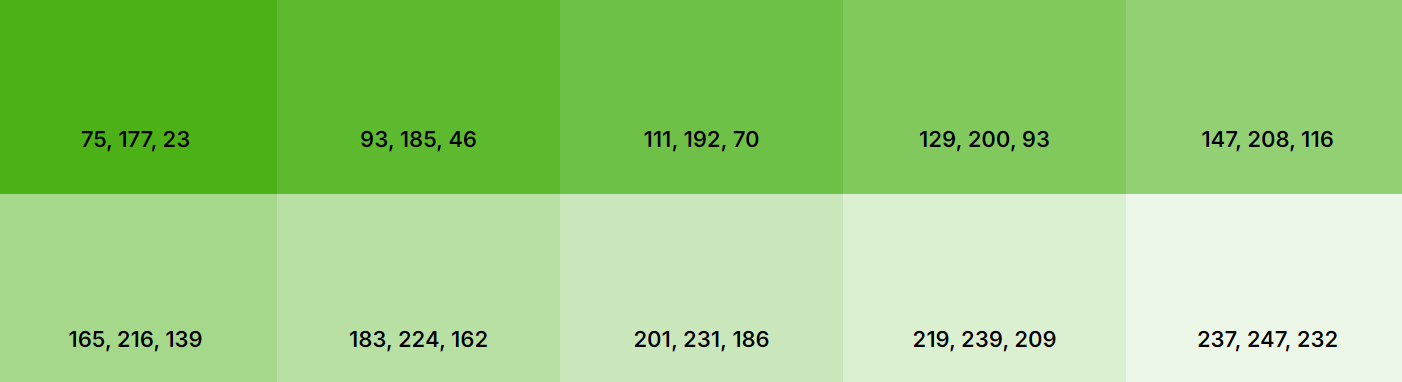 75, 177, 23
93, 185, 46
111, 192, 70
129, 200, 93
147, 208, 116
165, 216, 139
183, 224, 162
201, 231, 186
219, 239, 209
237, 247, 232